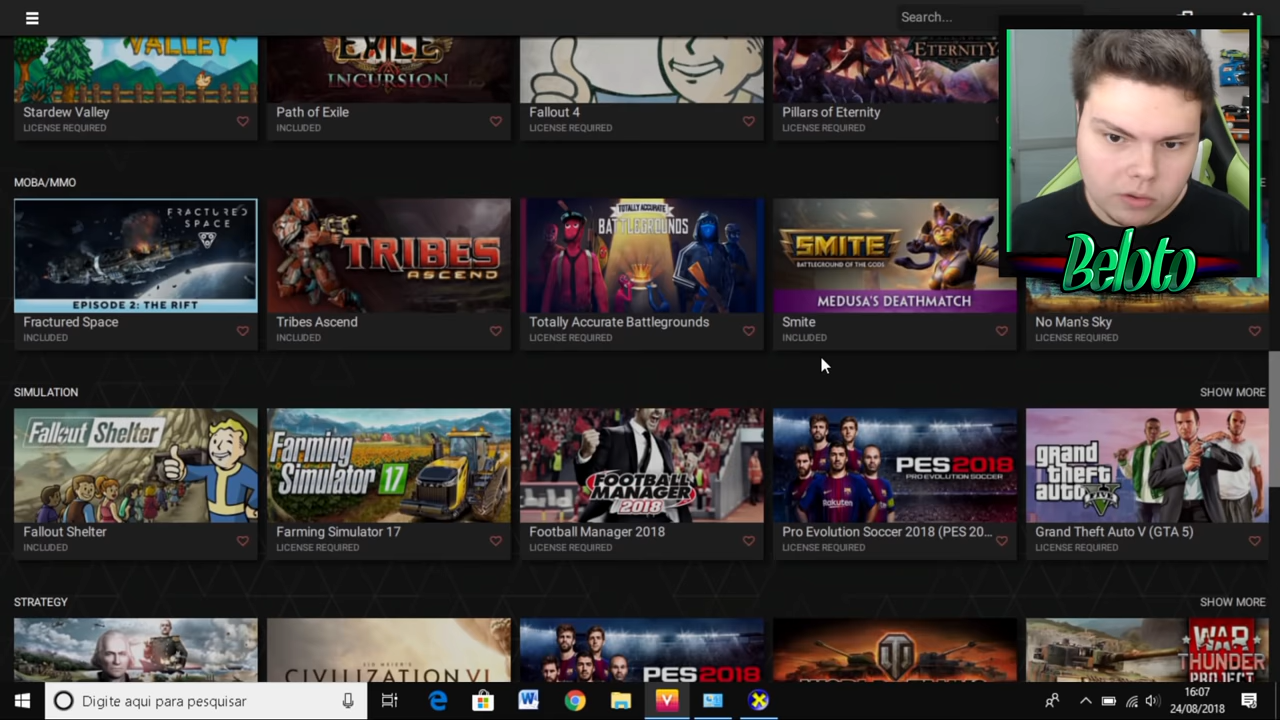 Search...
VALLEY
EXILE
INCURSION
ETERNITY
Stardew Valley
LICENSE REQUIRED
Path of Exile
INCLUDED
Fallout 4
LICENSE REQUIRED
Pillars of Eternity
LICENSE REQUIRED
Beloto
MOBA/MMO
FRACTURED
SPACE
EPISODE 2: THE RIFT
TRIBES
ASCEND
TOTALLY ACCURATE
BATTLEGROUNDS
SMITE
BATTLEGROUND OF THE GODS
MEDUSA'S DEATHMATCH
Fractured Space
INCLUDED
Tribes Ascend
INCLUDED
Totally Accurate Battlegrounds
LICENSE REQUIRED
Smite
INCLUDED
No Man's Sky
LICENSE REQUIRED
SIMULATION
SHOW MORE
Fallout Shelter
Farming
Simulator 17
FOOTBALL
MANAGER
2018
Rakuten
PES2018
PRO EVOLUTION SOCCER
grand
theft
auto V
Fallout Shelter
INCLUDED
Farming Simulator 17
LICENSE REQUIRED
Football Manager 2018
LICENSE REQUIRED
Pro Evolution Soccer 2018 (PES 20...
LICENSE REQUIRED
Grand Theft Auto V (GTA 5)
LICENSE REQUIRED
STRATEGY
SHOW MORE
SID MEIER'S
CIVILIZATION VI
PES2018
WAR
THUNDER
PROJECT
Digite aqui para pesquisar
16:07
24/08/2018